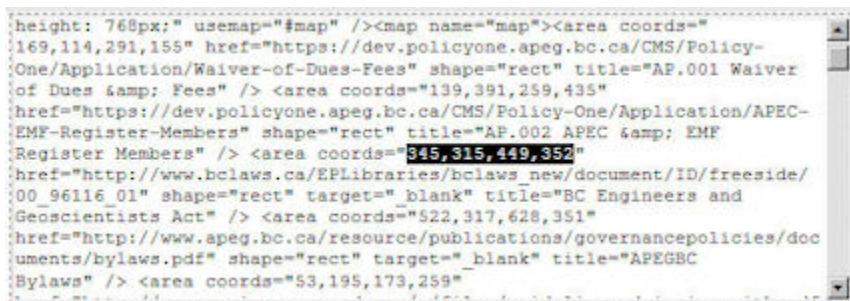 height: 768px;" usemap="#map" /><map name="map"><area coords="
169,114,291,155" href="https://dev.policyone.apeg.bc.ca/CMS/Policy-
One/Application/Waiver-of-Dues-Fees" shape="rect" title="AP.001 Waiver
of Dues &amp; Fees" /> <area coords="139,391,259,435"
href="https://dev.policyone.apeg.bc.ca/CMS/Policy-One/Application/APEC-
EMF-Register-Members" shape="rect" title="AP.002 APEC &amp; EMF
Register Members" /> <area coords="345,315,449,352"
href="http://www.bclaws.ca/EPLibraries/bclaws_new/document/ID/freeside/
00_96116_01" shape="rect" target="_blank" title="BC Engineers and
Geoscientists Act" /> <area coords="522,317,628,351"
href="http://www.apeg.bc.ca/resource/publications/governancepolicies/doc
uments/bylaws.pdf" shape="rect" target="_blank" title="APEGBC
Bylaws" /> <area coords="53,195,173,259"